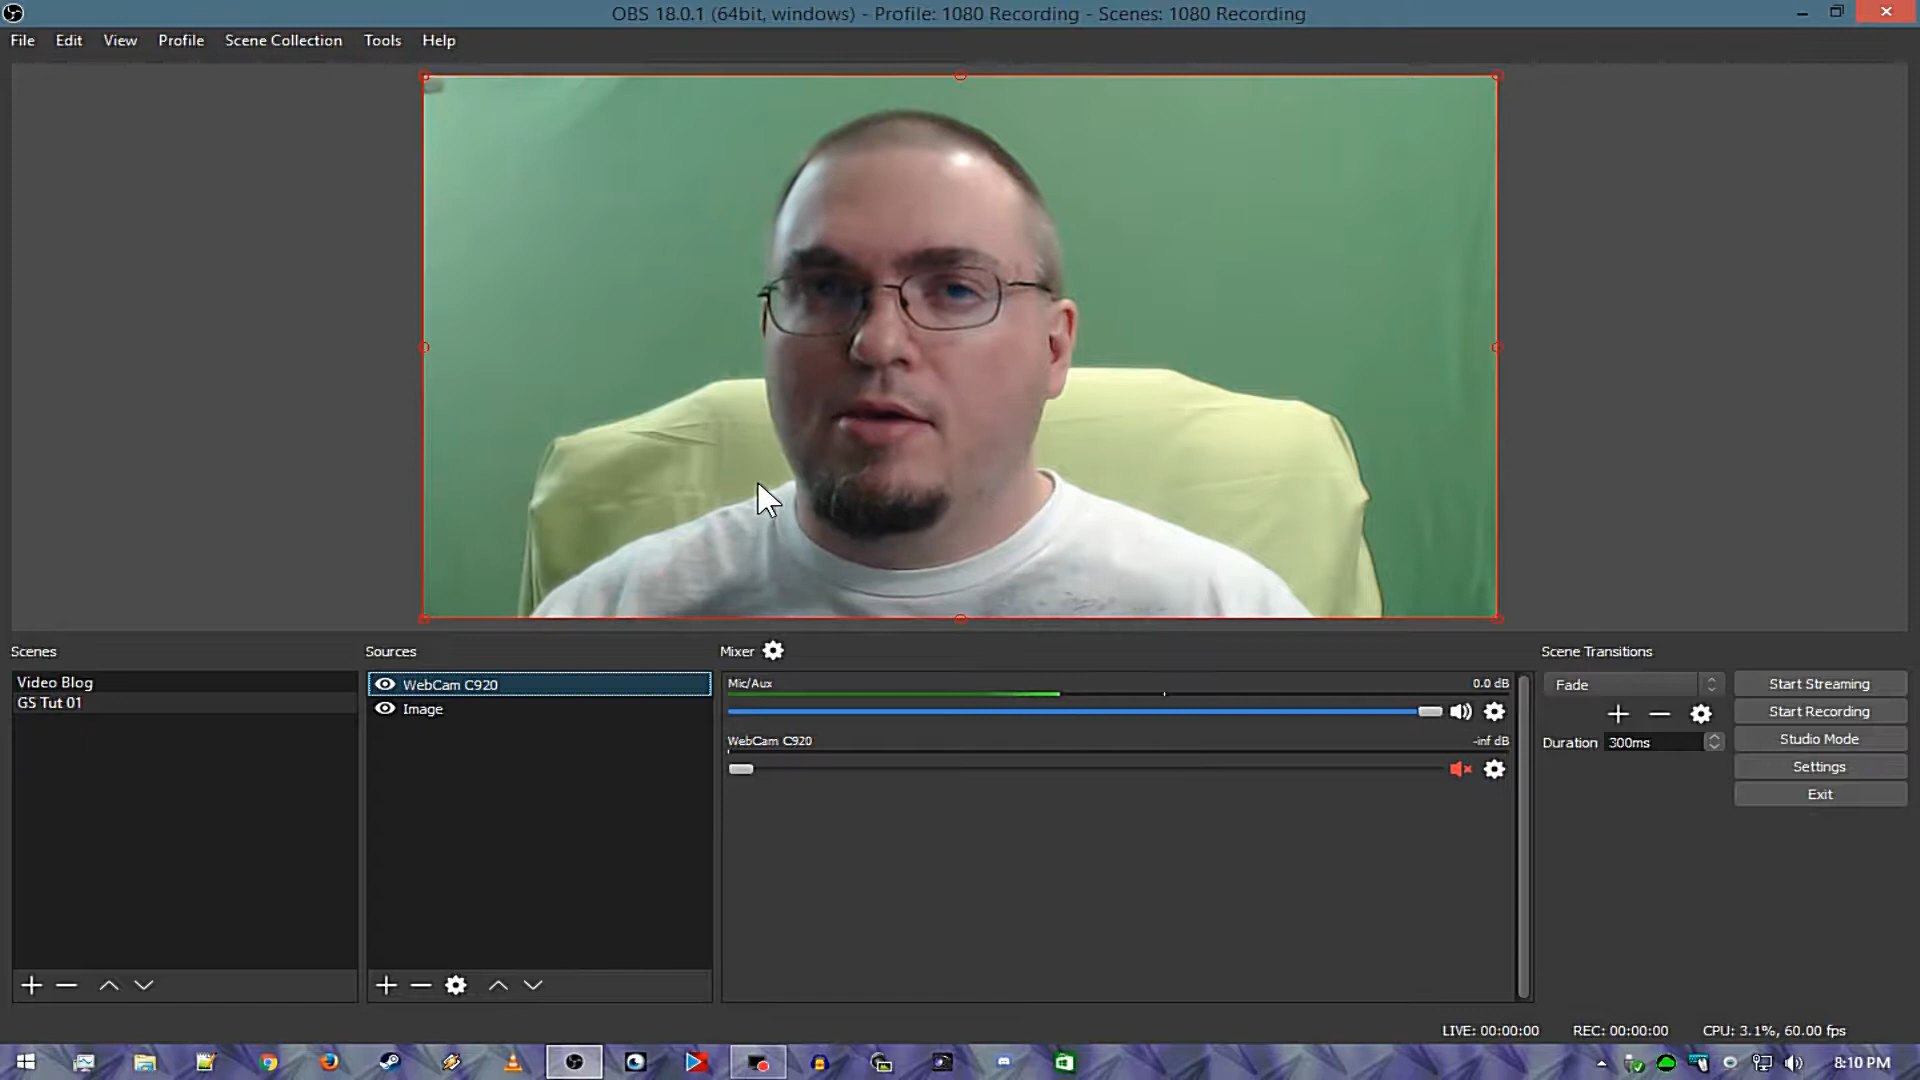 OBS 18.0.1 (64bit, windows) - Profile: 1080 Recording - Scenes: 1080 Recording
File Edit View Profile Scene Collection Tools Help
Scenes
Sources
Mixer
Scene Transitions
Video Blog
GS Tut 01
WebCam C920
Image
Mic/Aux 0.0 dB
WebCam C920 -inf dB
Fade
Duration 300ms
Start Streaming
Start Recording
Studio Mode
Settings
Exit
LIVE: 00:00:00 REC: 00:00:00 CPU: 3.1%, 60.00 fps
8:10 PM